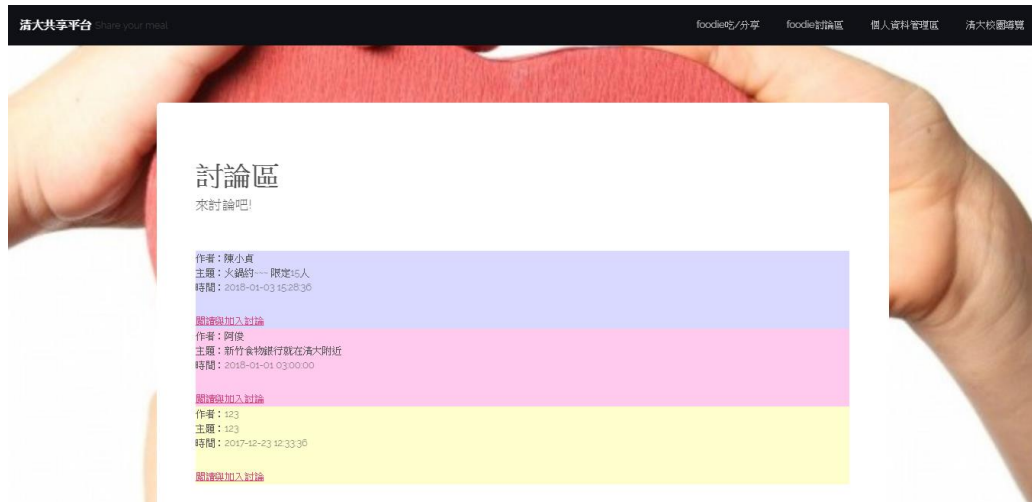 清大共享平台 Share your meal
foodie吃/分享 foodie討論區 個人資料管理區 清大校園導覽
討論區
來討論吧!
作者：陳小貞
主題：火鍋約---- 限定15人
時間：2018-01-03 15:28:36
閱讀與加入討論
作者：阿俊
主題：新竹食物銀行就在清大附近
時間：2018-01-01 03:00:00
閱讀與加入討論
作者：123
主題：123
時間：2017-12-23 12:33:36
閱讀與加入討論